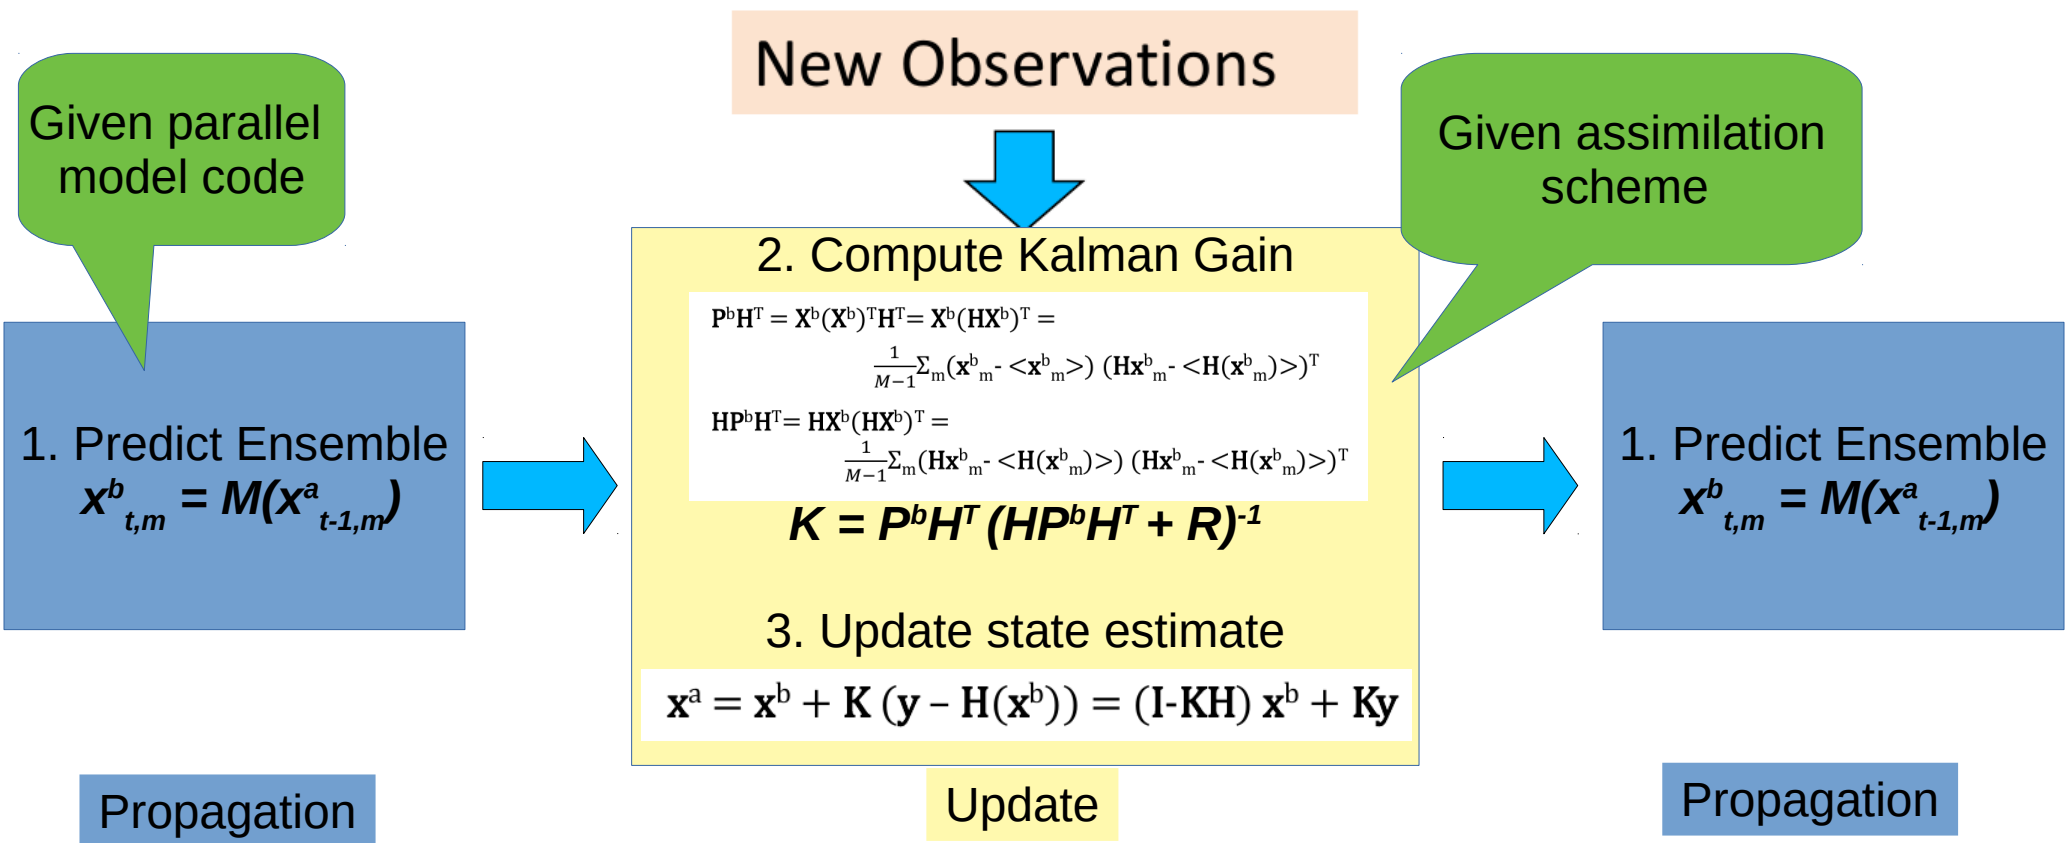 New Observations
Given parallel
model code
Given assimilation
scheme
1. Predict Ensemble
xᵇₜ,ₘ = M(xᵃₜ₋₁,ₘ)
2. Compute Kalman Gain
PᵇHᵀ = Xᵇ(Xᵇ)ᵀHᵀ= Xᵇ(HXᵇ)ᵀ =
1/(M−1) Σₘ(xᵇₘ- <xᵇₘ>) (Hxᵇₘ- <H(xᵇₘ)>)ᵀ
HPᵇHᵀ= HXᵇ(HXᵇ)ᵀ =
1/(M−1) Σₘ(Hxᵇₘ- <H(xᵇₘ)>) (Hxᵇₘ- <H(xᵇₘ)>)ᵀ
K = PᵇHᵀ (HPᵇHᵀ + R)⁻¹
3. Update state estimate
xᵃ = xᵇ + K (y – H(xᵇ)) = (I-KH) xᵇ + Ky
1. Predict Ensemble
xᵇₜ,ₘ = M(xᵃₜ₋₁,ₘ)
Propagation
Update
Propagation